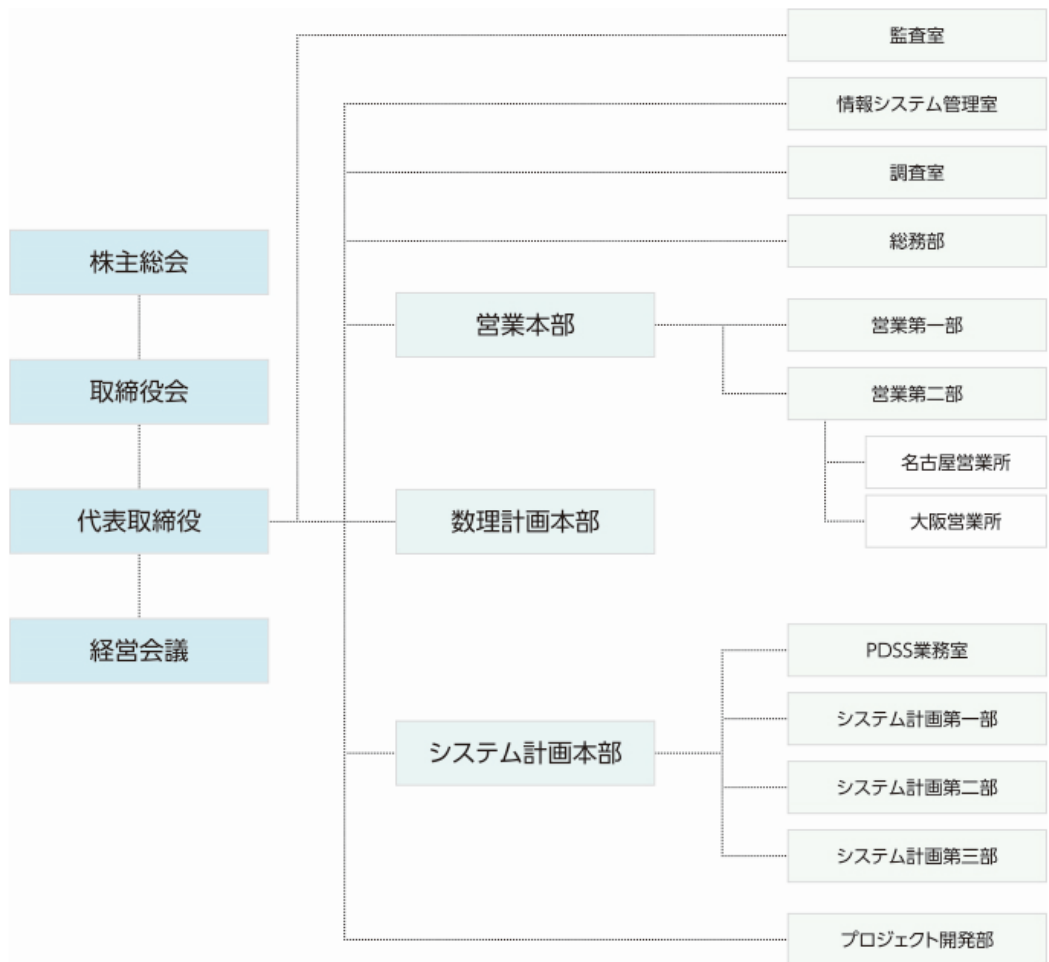 株主総会
取締役会
代表取締役
経営会議
監査室
情報システム管理室
調査室
総務部
営業本部
営業第一部
営業第二部
名古屋営業所
大阪営業所
数理計画本部
システム計画本部
PDSS業務室
システム計画第一部
システム計画第二部
システム計画第三部
プロジェクト開発部